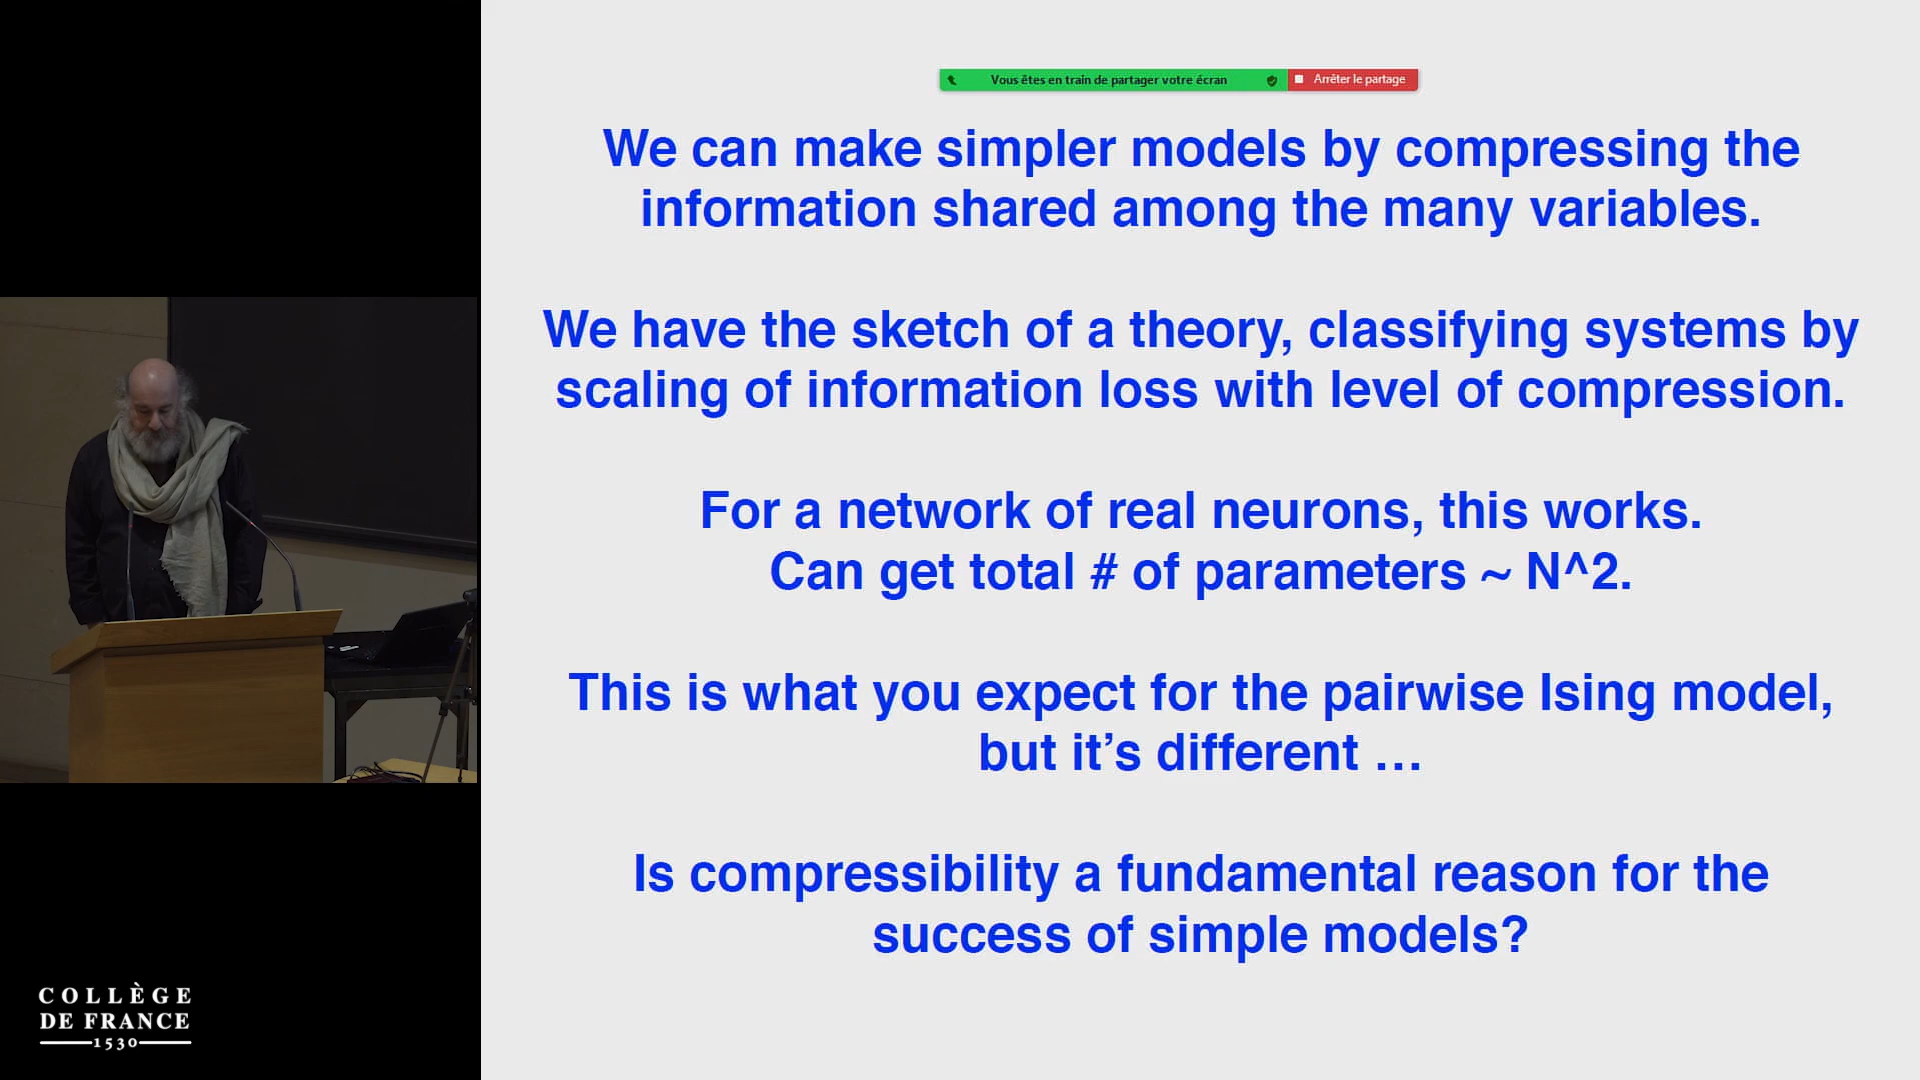 Vous êtes en train de partager votre écran
Arrêter le partage
We can make simpler models by compressing the
information shared among the many variables.
We have the sketch of a theory, classifying systems by
scaling of information loss with level of compression.
For a network of real neurons, this works.
Can get total # of parameters ~ N^2.
This is what you expect for the pairwise Ising model,
but it’s different …
Is compressibility a fundamental reason for the
success of simple models?
COLLÈGE
DE FRANCE
1530